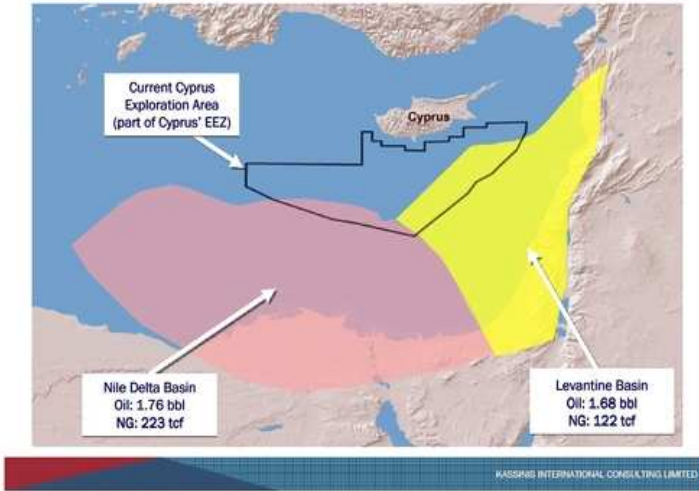 Current Cyprus
Exploration Area
(part of Cyprus' EEZ)
Cyprus
Nile Delta Basin
Oil: 1.76 bbl
NG: 223 tcf
Levantine Basin
Oil: 1.68 bbl
NG: 122 tcf
KASSINIS INTERNATIONAL CONSULTING LIMITED